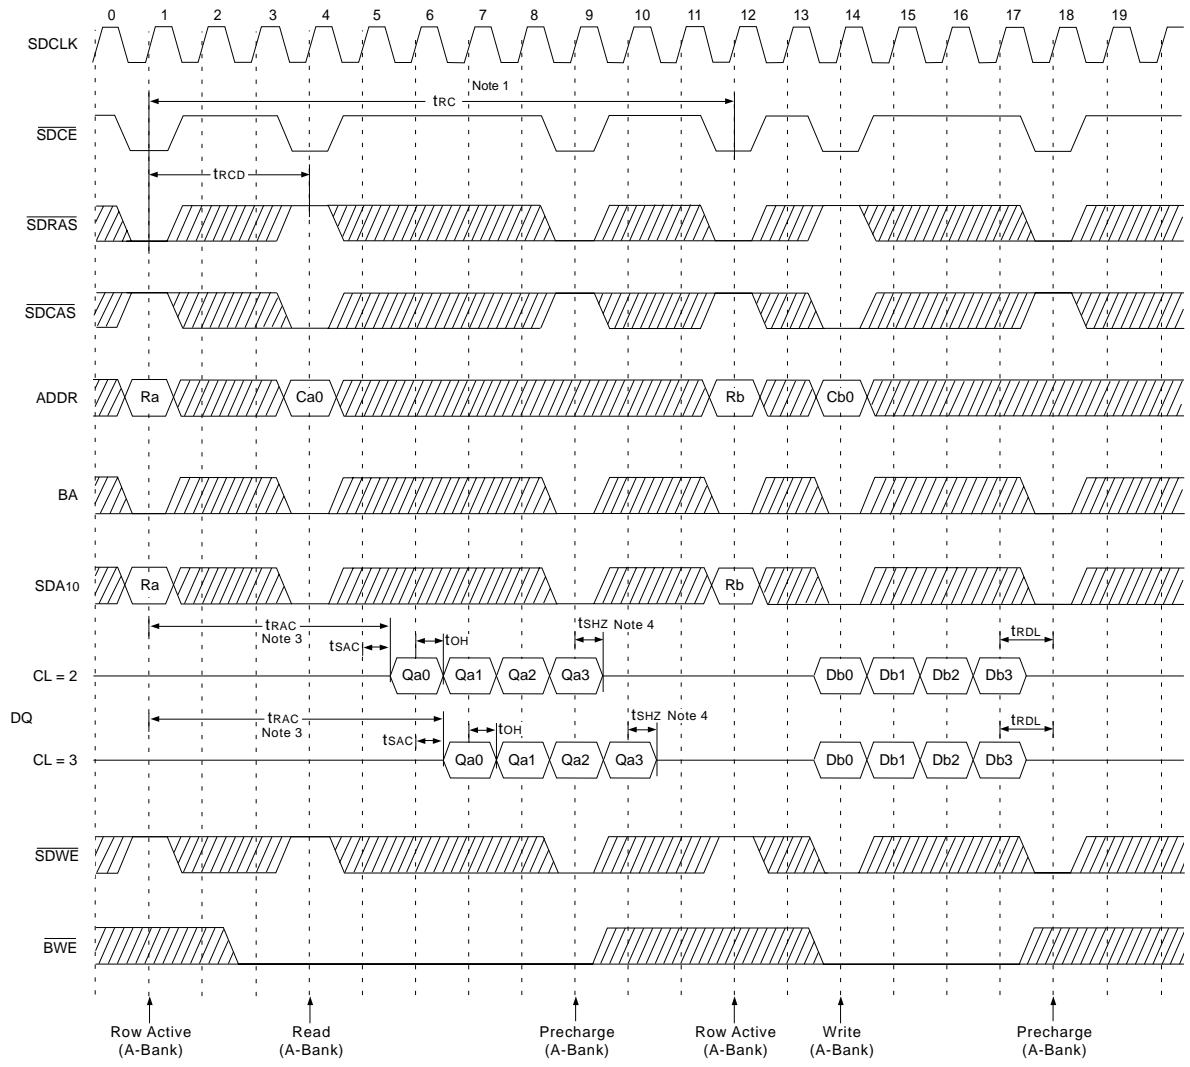 0 1 2 3 4 5 6 7 8 9 10 11 12 13 14 15 16 17 18 19
SDCLK
Note 1
tRC
SDCE
tRCD
SDRAS
SDCAS
ADDR Ra Ca0 Rb Cb0
BA
SDA10 Ra Rb
tRAC tSHZ Note 4 tRDL
Note 3 tSAC tOH
CL = 2 Qa0 Qa1 Qa2 Qa3 Db0 Db1 Db2 Db3
DQ
tRAC tSHZ Note 4 tRDL
Note 3 tSAC tOH
CL = 3 Qa0 Qa1 Qa2 Qa3 Db0 Db1 Db2 Db3
SDWE
BWE
Row Active Read Precharge Row Active Write Precharge
(A-Bank) (A-Bank) (A-Bank) (A-Bank) (A-Bank) (A-Bank)